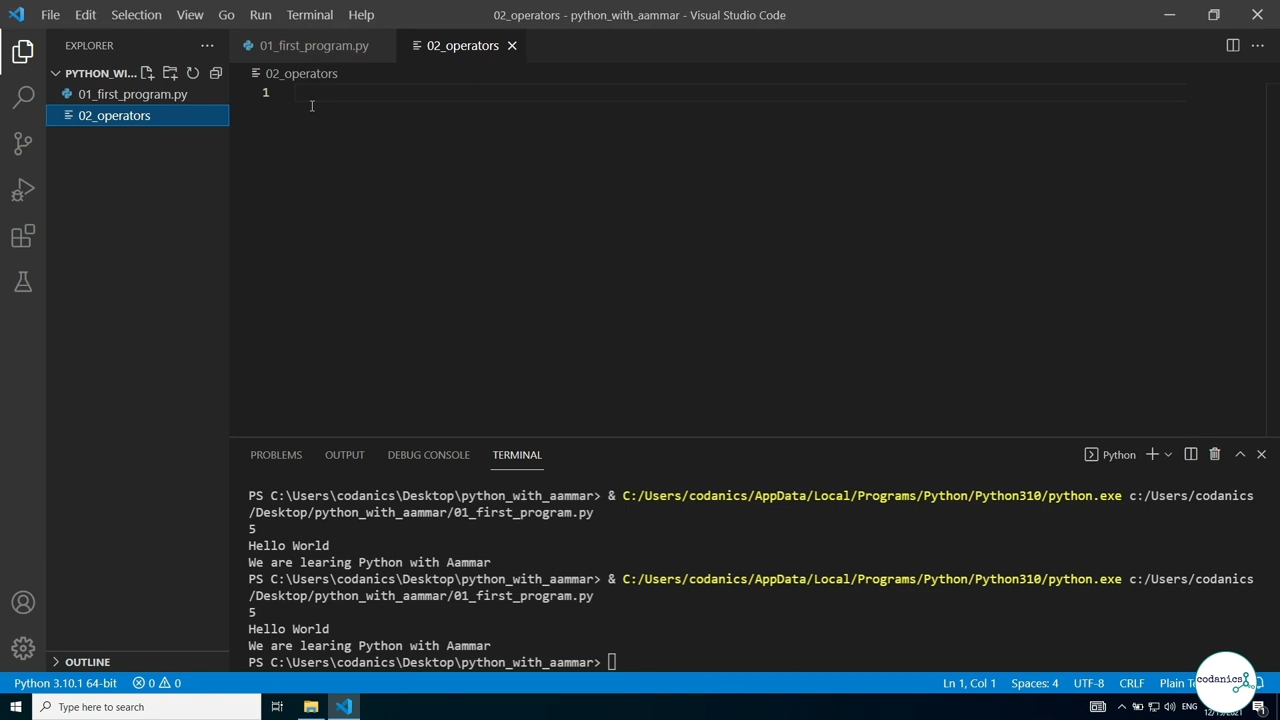 File Edit Selection View Go Run Terminal Help 02_operators - python_with_aammar - Visual Studio Code
EXPLORER
PYTHON_WI...
01_first_program.py
02_operators
OUTLINE
01_first_program.py 02_operators
02_operators
1
PROBLEMS OUTPUT DEBUG CONSOLE TERMINAL Python
PS C:\Users\codanics\Desktop\python_with_aammar> & C:/Users/codanics/AppData/Local/Programs/Python/Python310/python.exe c:/Users/codanics
/Desktop/python_with_aammar/01_first_program.py
5
Hello World
We are learing Python with Aammar
PS C:\Users\codanics\Desktop\python_with_aammar> & C:/Users/codanics/AppData/Local/Programs/Python/Python310/python.exe c:/Users/codanics
/Desktop/python_with_aammar/01_first_program.py
5
Hello World
We are learing Python with Aammar
PS C:\Users\codanics\Desktop\python_with_aammar>
Python 3.10.1 64-bit 0 0 Ln 1, Col 1 Spaces: 4 UTF-8 CRLF Plain
codanics
Type here to search ENG